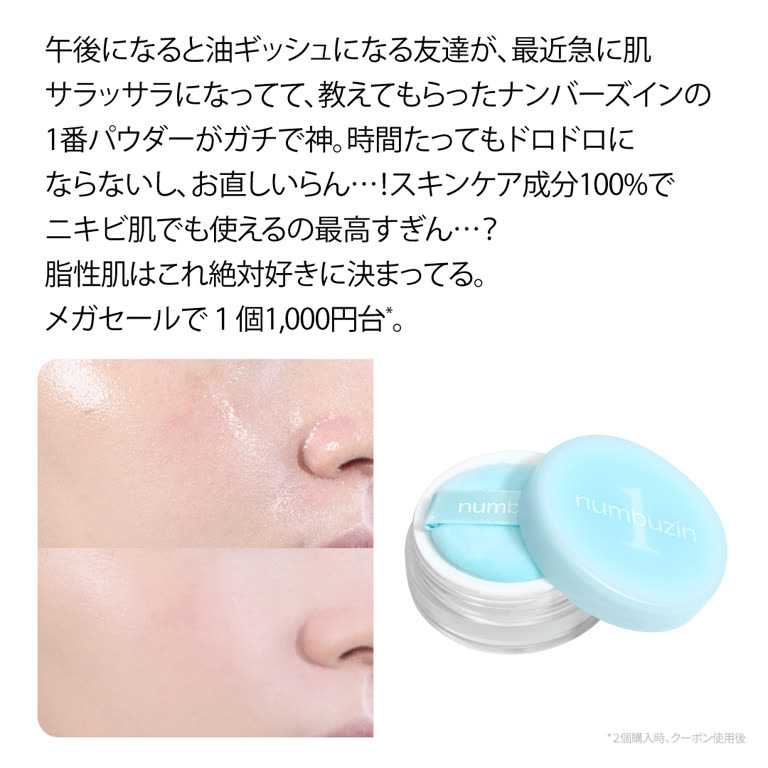 午後になると油ギッシュになる友達が、最近急に肌
サラッサラになってて、教えてもらったナンバーズインの
1番パウダーがガチで神。時間たってもドロドロに
ならないし、お直しいらん…!スキンケア成分100%で
ニキビ肌でも使えるの最高すぎん…?
脂性肌はこれ絶対好きに決まってる。
メガセールで1個1,000円台*。
numb
numbuzin
1
*2個購入時、クーポン使用後